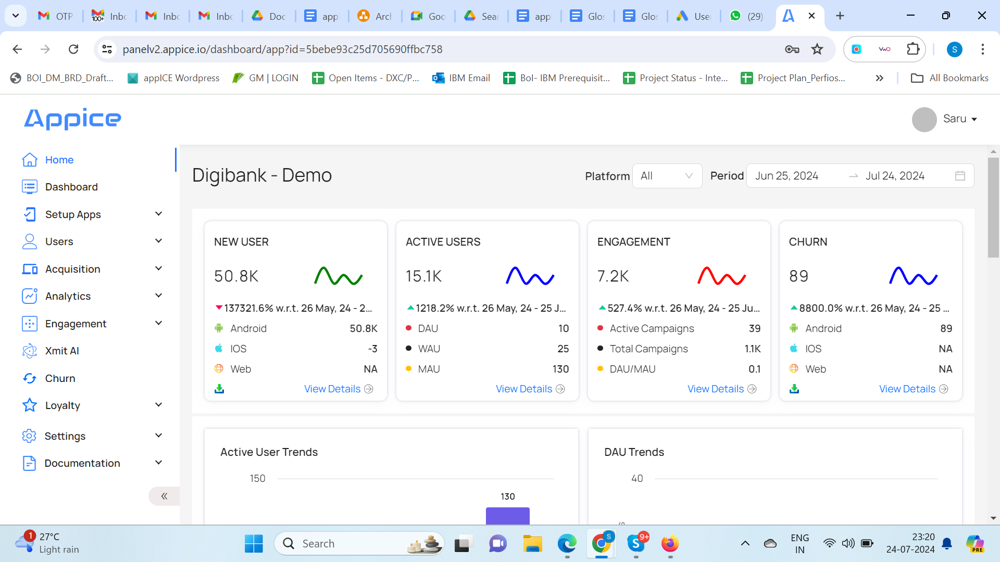 OTP
Inbo
Inbo
Inbo
Doc
app
Arch
Goo
Sear
app
Glos
Glos
User
(29)
panelv2.appice.io/dashboard/app?id=5bebe93c25d705690ffbc758
VWO
S
BOI_DM_BRD_Draft...
appICE Wordpress
GM | LOGIN
Open Items - DXC/P...
IBM Email
BoI- IBM Prerequisit...
Project Status - Inte...
Project Plan_Perfios...
All Bookmarks
Appice
Saru
Home
Dashboard
Setup Apps
Users
Acquisition
Analytics
Engagement
Xmit AI
Churn
Loyalty
Settings
Documentation
Digibank - Demo
Platform All
Period Jun 25, 2024 Jul 24, 2024
NEW USER
50.8K
137321.6% w.r.t. 26 May, 24 - 2...
Android 50.8K
IOS -3
Web NA
View Details
ACTIVE USERS
15.1K
1218.2% w.r.t. 26 May, 24 - 25 J...
DAU 10
WAU 25
MAU 130
View Details
ENGAGEMENT
7.2K
527.4% w.r.t. 26 May, 24 - 25 Ju...
Active Campaigns 39
Total Campaigns 1.1K
DAU/MAU 0.1
View Details
CHURN
89
8800.0% w.r.t. 26 May, 24 - 25 ...
Android 89
IOS NA
Web NA
View Details
Active User Trends
150
130
DAU Trends
40
1
27°C
Light rain
Search
S
9+
ENG
IN
23:20
24-07-2024
PRE